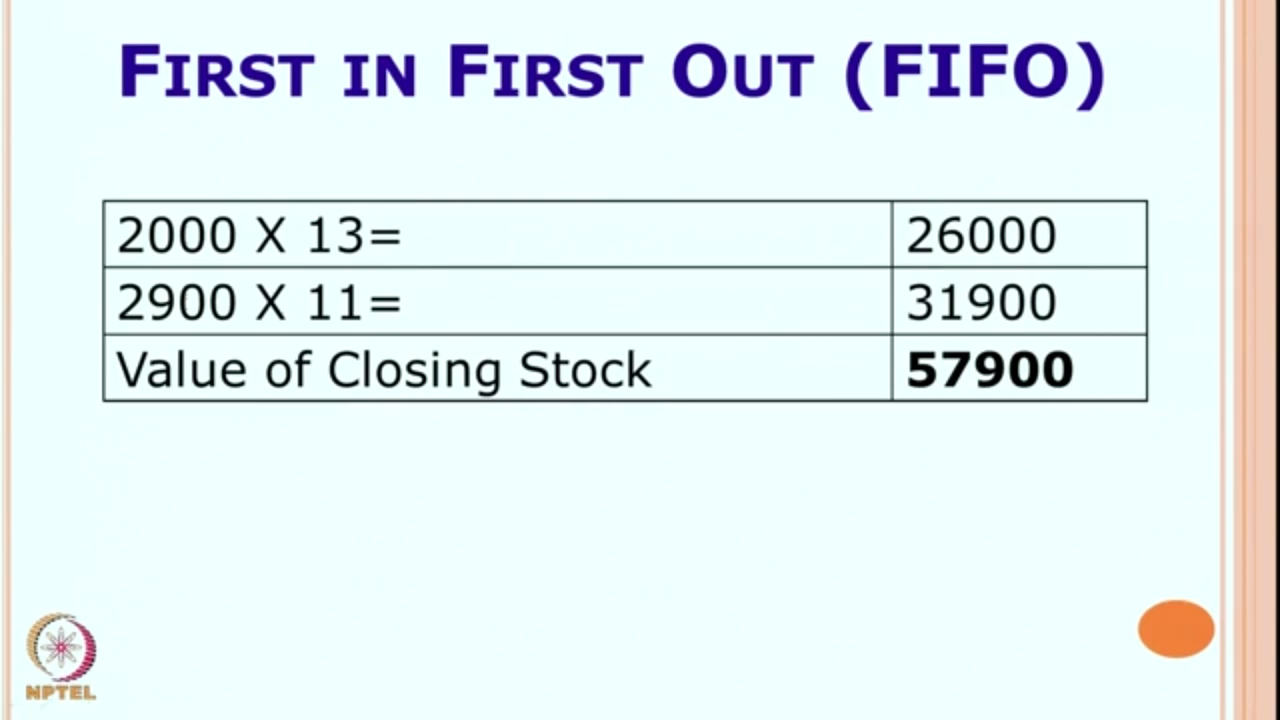 FIRST IN FIRST OUT (FIFO)
2000 X 13= 26000
2900 X 11= 31900
Value of Closing Stock 57900
NPTEL